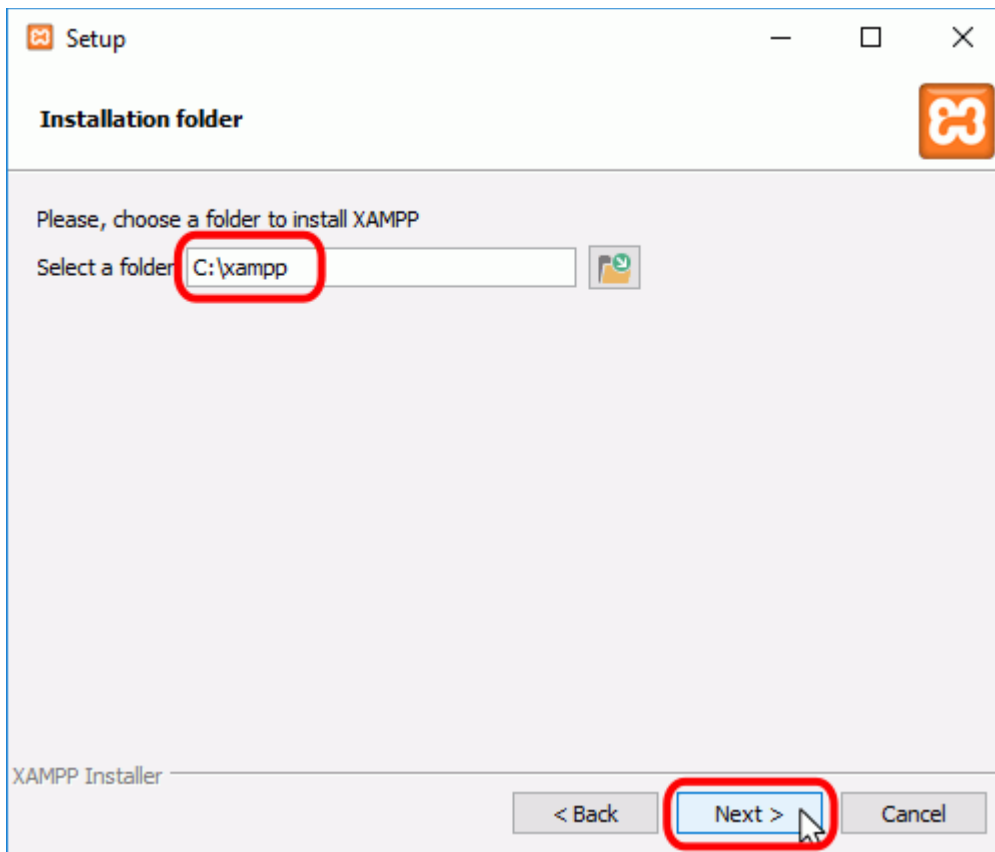 Setup
Installation folder
Please, choose a folder to install XAMPP
Select a folder C:\xampp
XAMPP Installer
< Back Next > Cancel